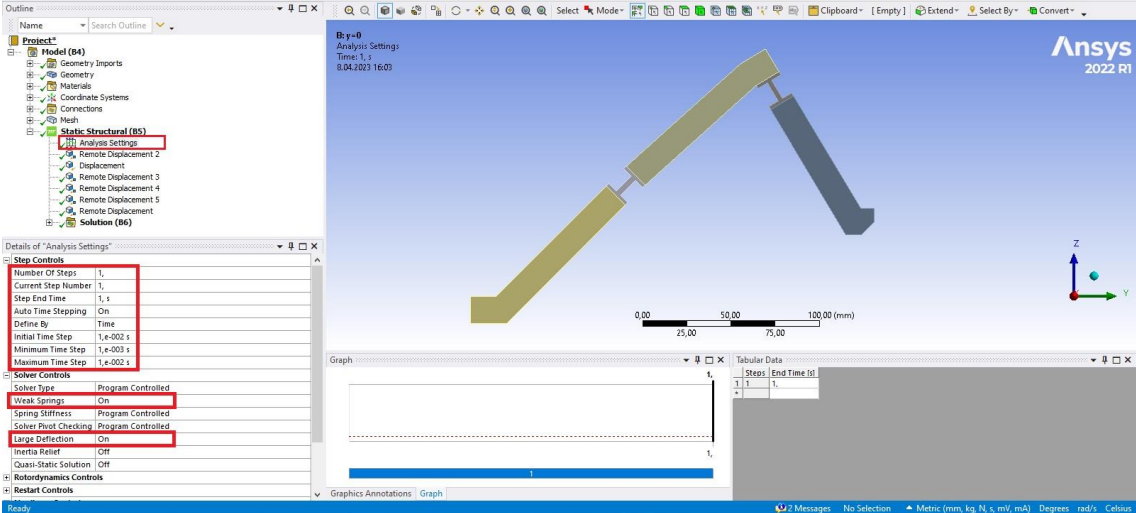 Outline
Name
Search Outline
Select
Mode
Clipboard
[ Empty ]
Extend
Select By
Convert
Project*
Model (B4)
Geometry Imports
Geometry
Materials
Coordinate Systems
Connections
Mesh
Static Structural (B5)
Analysis Settings
Remote Displacement 2
Displacement
Remote Displacement 3
Remote Displacement 4
Remote Displacement 5
Remote Displacement
Solution (B6)
Details of "Analysis Settings"
Step Controls
Number Of Steps 1,
Current Step Number 1,
Step End Time 1, s
Auto Time Stepping On
Define By Time
Initial Time Step 1,e-002 s
Minimum Time Step 1,e-003 s
Maximum Time Step 1,e-002 s
Solver Controls
Solver Type Program Controlled
Weak Springs On
Spring Stiffness Program Controlled
Solver Pivot Checking Program Controlled
Large Deflection On
Inertia Relief Off
Quasi-Static Solution Off
Rotordynamics Controls
Restart Controls
B: y=0
Analysis Settings
Time: 1, s
8.04.2023 16:03
Ansys
2022 R1
Z
Y
0,00 50,00 100,00 (mm)
25,00 75,00
Graph
1,
1,
1
Graphics Annotations Graph
Tabular Data
Steps End Time [s]
1 1 1,
*
Ready
2 Messages No Selection Metric (mm, kg, N, s, mV, mA) Degrees rad/s Celsius